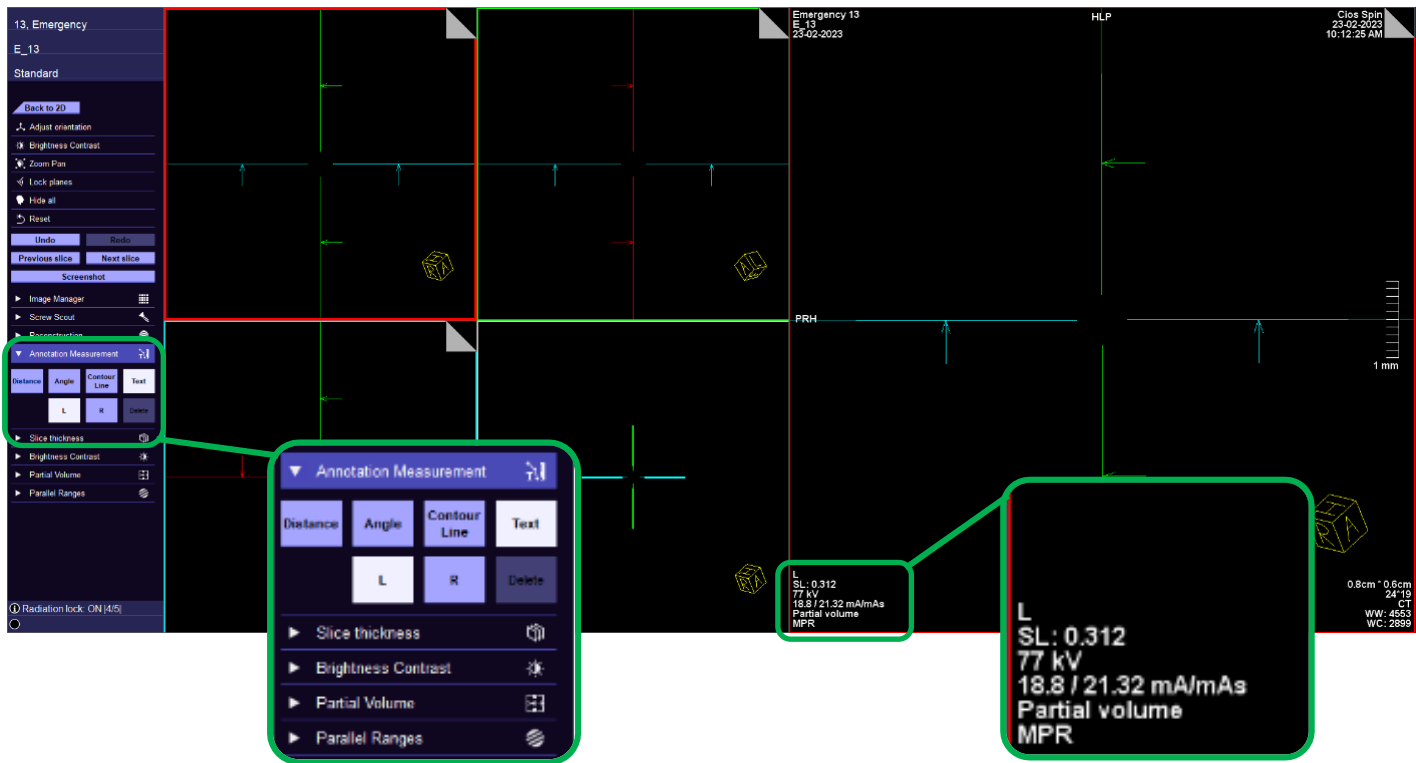 13, Emergency
E_13
Standard
Back to 2D
Adjust orientation
Brightness Contrast
Zoom Pan
Lock planes
Hide all
Reset
Undo Redo
Previous slice Next slice
Screenshot
Image Manager
Screw Scout
Reconstruction
Annotation Measurement
Distance Angle Contour Line Text
L R Delete
Slice thickness
Brightness Contrast
Partial Volume
Parallel Ranges
Radiation lock: ON |4/5|
Emergency 13
E_13
23-02-2023
HLP
Cios Spin
23-02-2023
10:12:25 AM
PRH
1 mm
L
SL: 0.312
77 kV
18.8 / 21.32 mA/mAs
Partial volume
MPR
0.8cm * 0.6cm
24*19
CT
WW: 4553
WC: 2899
Annotation Measurement
Distance Angle Contour Line Text
L R Delete
Slice thickness
Brightness Contrast
Partial Volume
Parallel Ranges
L
SL: 0.312
77 kV
18.8 / 21.32 mA/mAs
Partial volume
MPR